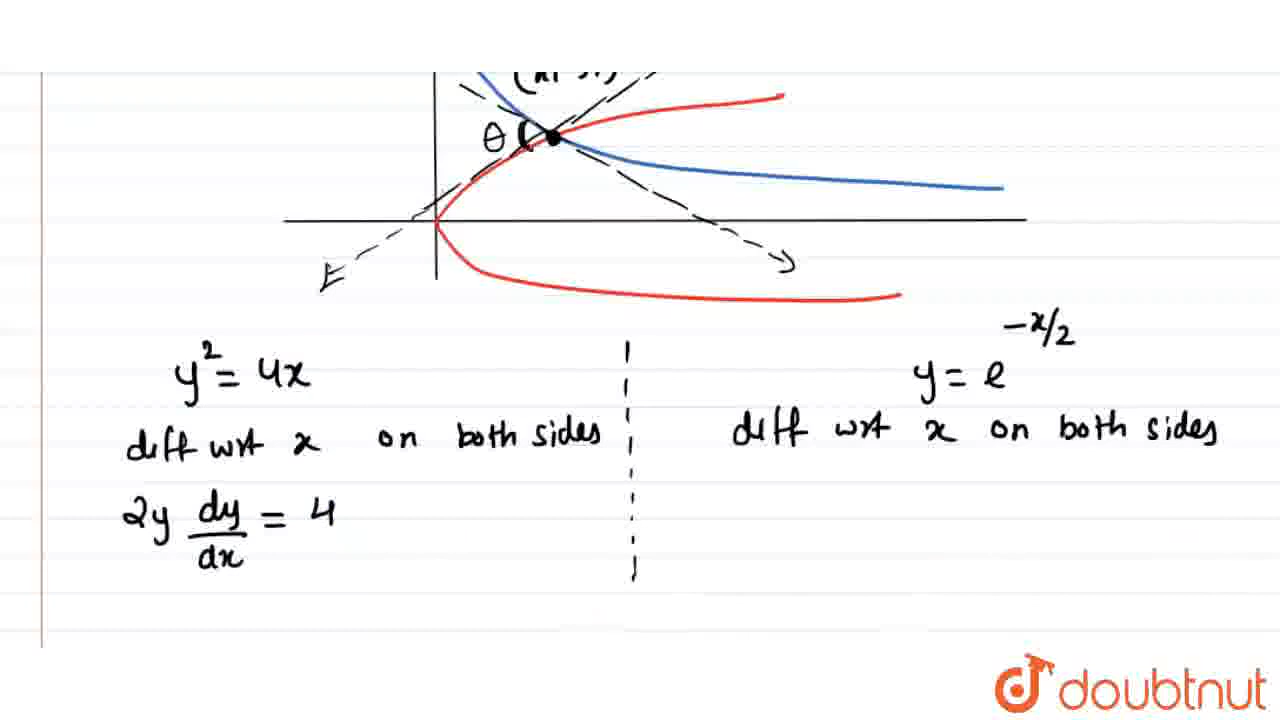 θ
y² = 4x
diff wrt x on both sides
2y dy/dx = 4
y = e^(-x/2)
diff wrt x on both sides
doubtnut